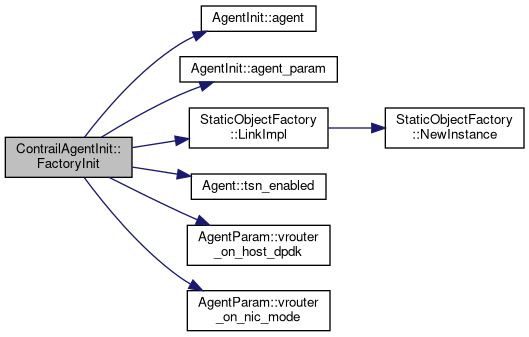 AgentInit::agent
AgentInit::agent_param
StaticObjectFactory
::LinkImpl
StaticObjectFactory
::NewInstance
ContrailAgentInit::
FactoryInit
Agent::tsn_enabled
AgentParam::vrouter
_on_host_dpdk
AgentParam::vrouter
_on_nic_mode